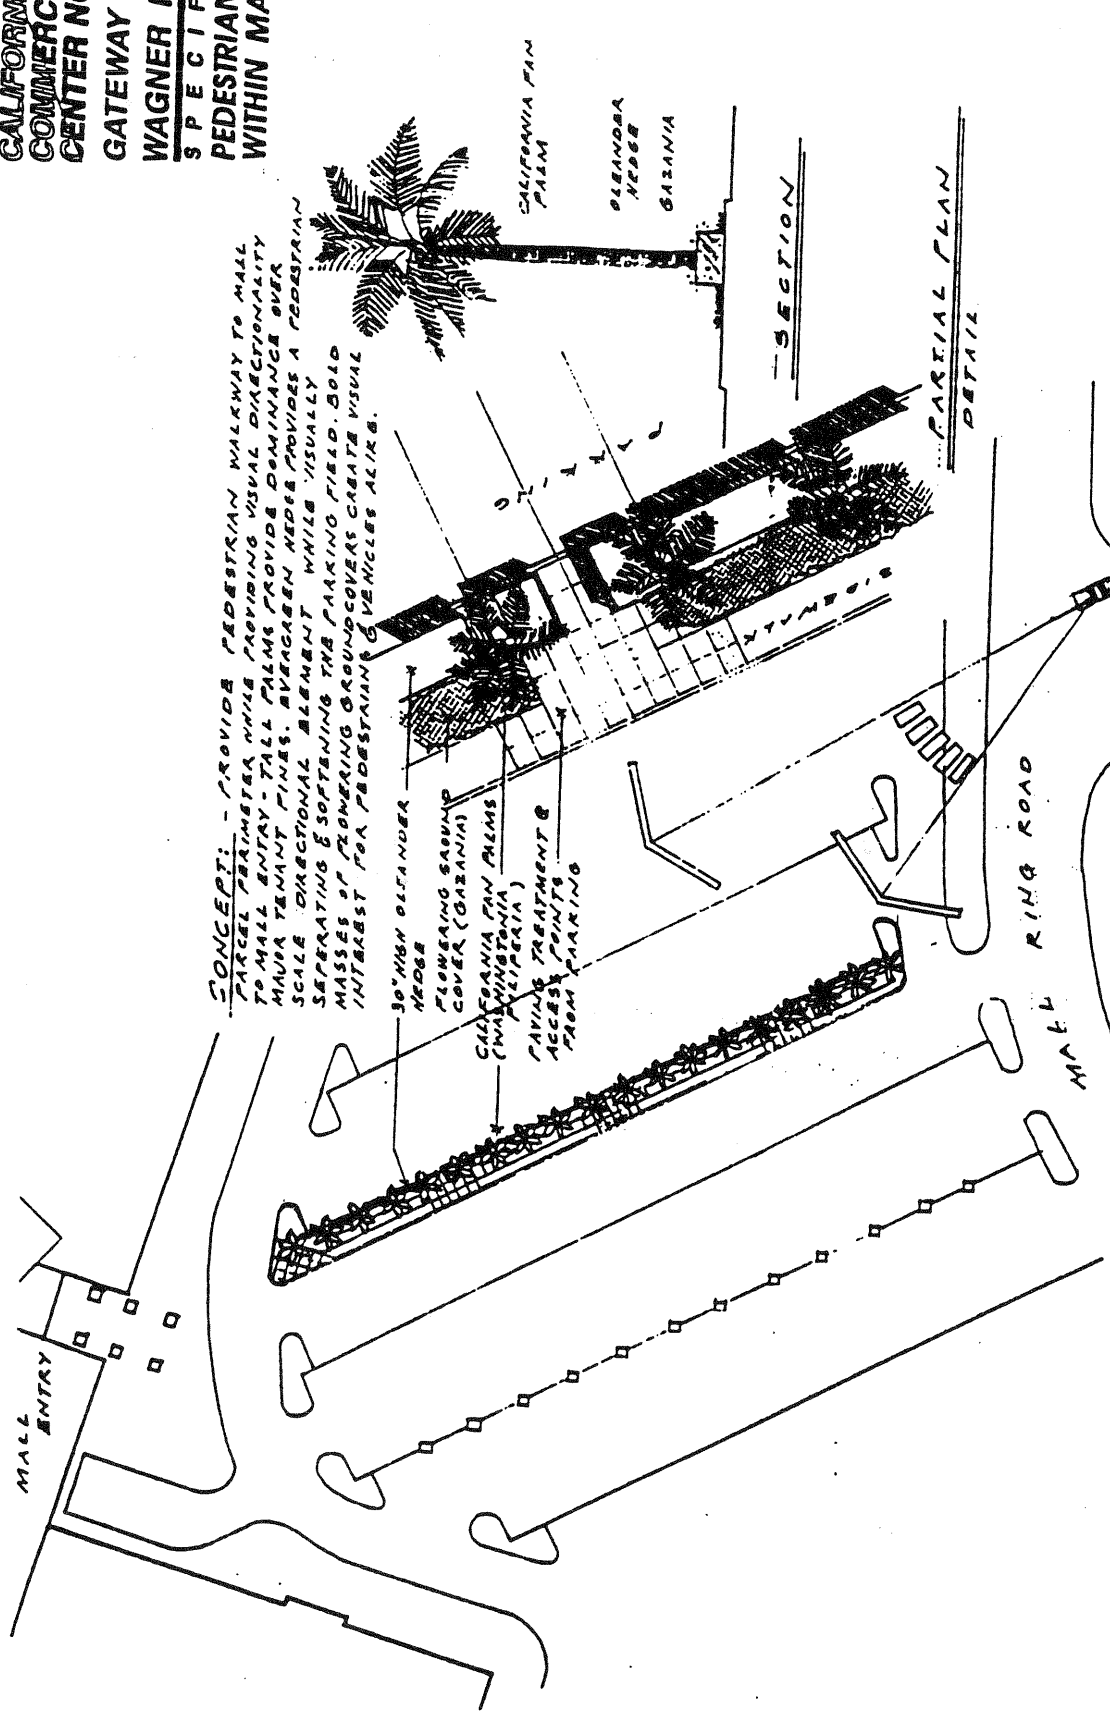 CALIFORN
COMMERC
CENTER NO
GATEWAY
WAGNER
S P E C I F
PEDESTRIAN
WITHIN MA
CONCEPT: - PROVIDE PEDESTRIAN WALKWAY TO MALL
PARCEL PERIMETER WHILE PROVIDING VISUAL DIRECTIONALITY
TO MALL ENTRY - TALL PALMS PROVIDE DOMINANCE OVER
MAJOR TENANT PINES. EVERGREEN HEDGE PROVIDES A PEDESTRIAN
SCALE DIRECTIONAL ELEMENT WHILE VISUALLY
SEPERATING & SOFTENING THE PARKING FIELD. BOLD
MASSES OF FLOWERING GROUNDCOVERS CREATE VISUAL
INTEREST FOR PEDESTRIANS & VEHICLES ALIKE.
30" HIGH OLEANDER
HEDGE
FLOWERING GROUND
COVER (GAZANIA)
CALIFORNIA FAN PALMS
(WASHINGTONIA
FILIFERIA)
PAVING TREATMENT @
ACCESS POINTS
FROM PARKING
CALIFORNIA FAN
PALM
OLEANDER
HEDGE
GAZANIA
SECTION
PARTIAL PLAN
DETAIL
SIDEWALK
MALL
ENTRY
MALL RING ROAD